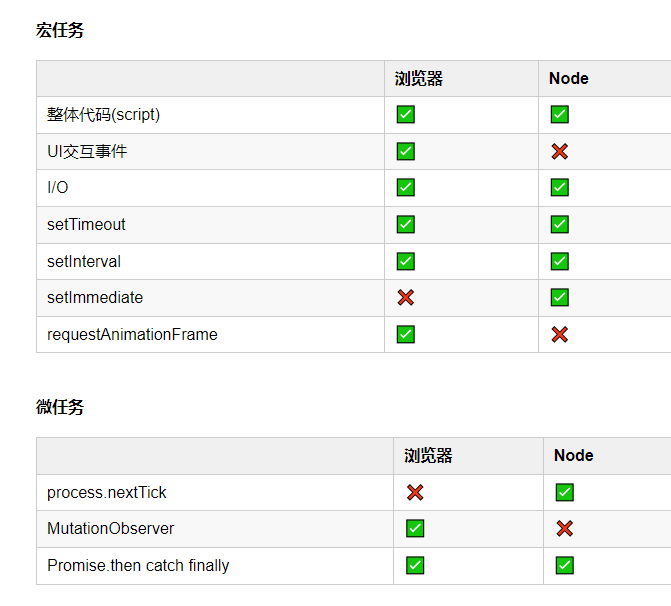 宏任务
浏览器 Node
整体代码(script) ✅ ✅
UI交互事件 ✅ ❌
I/O ✅ ✅
setTimeout ✅ ✅
setInterval ✅ ✅
setImmediate ❌ ✅
requestAnimationFrame ✅ ❌
微任务
浏览器 Node
process.nextTick ❌ ✅
MutationObserver ✅ ❌
Promise.then catch finally ✅ ✅